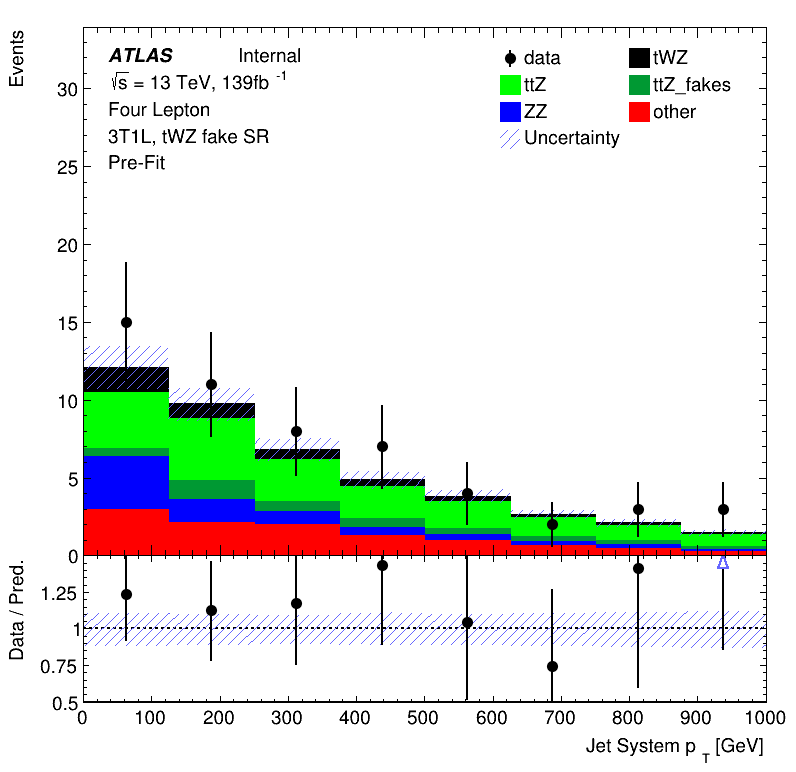 Events
ATLAS Internal
√s = 13 TeV, 139fb -1
Four Lepton
3T1L, tWZ fake SR
Pre-Fit
data tWZ
ttZ ttZ_fakes
ZZ other
Uncertainty
30
25
20
15
10
5
0
Data / Pred.
1.25
1
0.75
0.5
0 100 200 300 400 500 600 700 800 900 1000
Jet System p T [GeV]